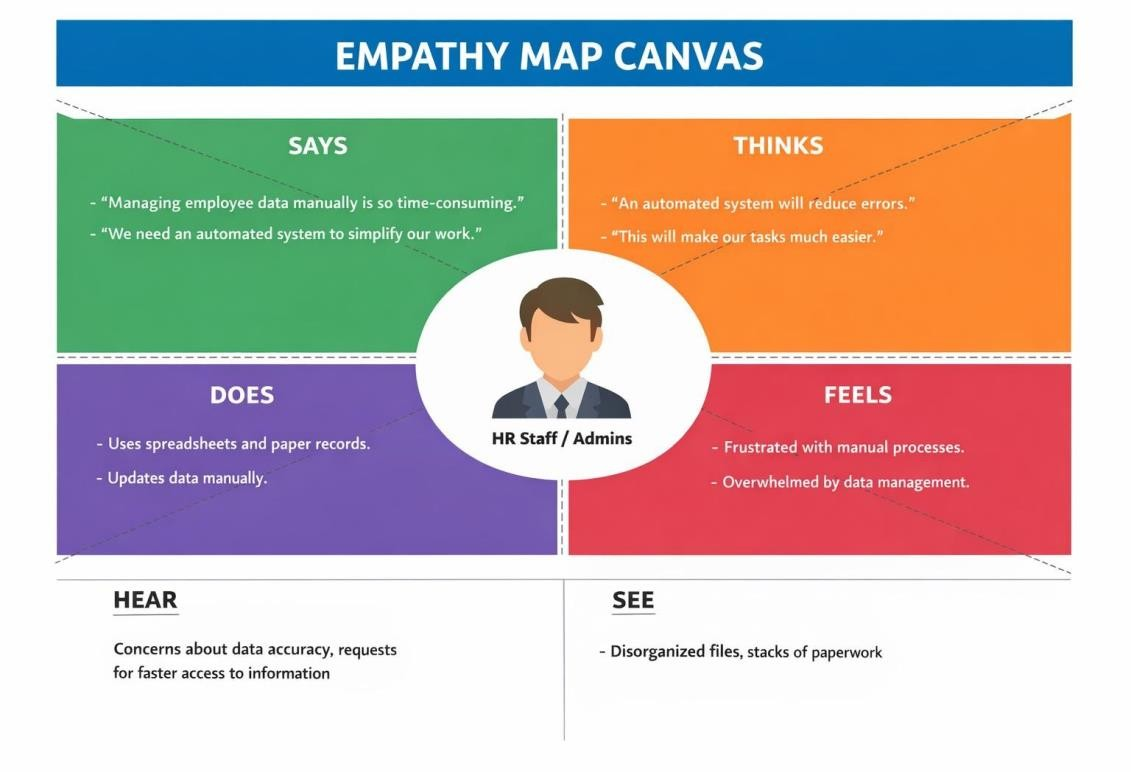 EMPATHY MAP CANVAS
SAYS
- “Managing employee data manually is so time-consuming.”
- “We need an automated system to simplify our work.”
THINKS
- “An automated system will reduce errors.”
- “This will make our tasks much easier.”
HR Staff / Admins
DOES
- Uses spreadsheets and paper records.
- Updates data manually.
FEELS
- Frustrated with manual processes.
- Overwhelmed by data management.
HEAR
Concerns about data accuracy, requests
for faster access to information
SEE
- Disorganized files, stacks of paperwork